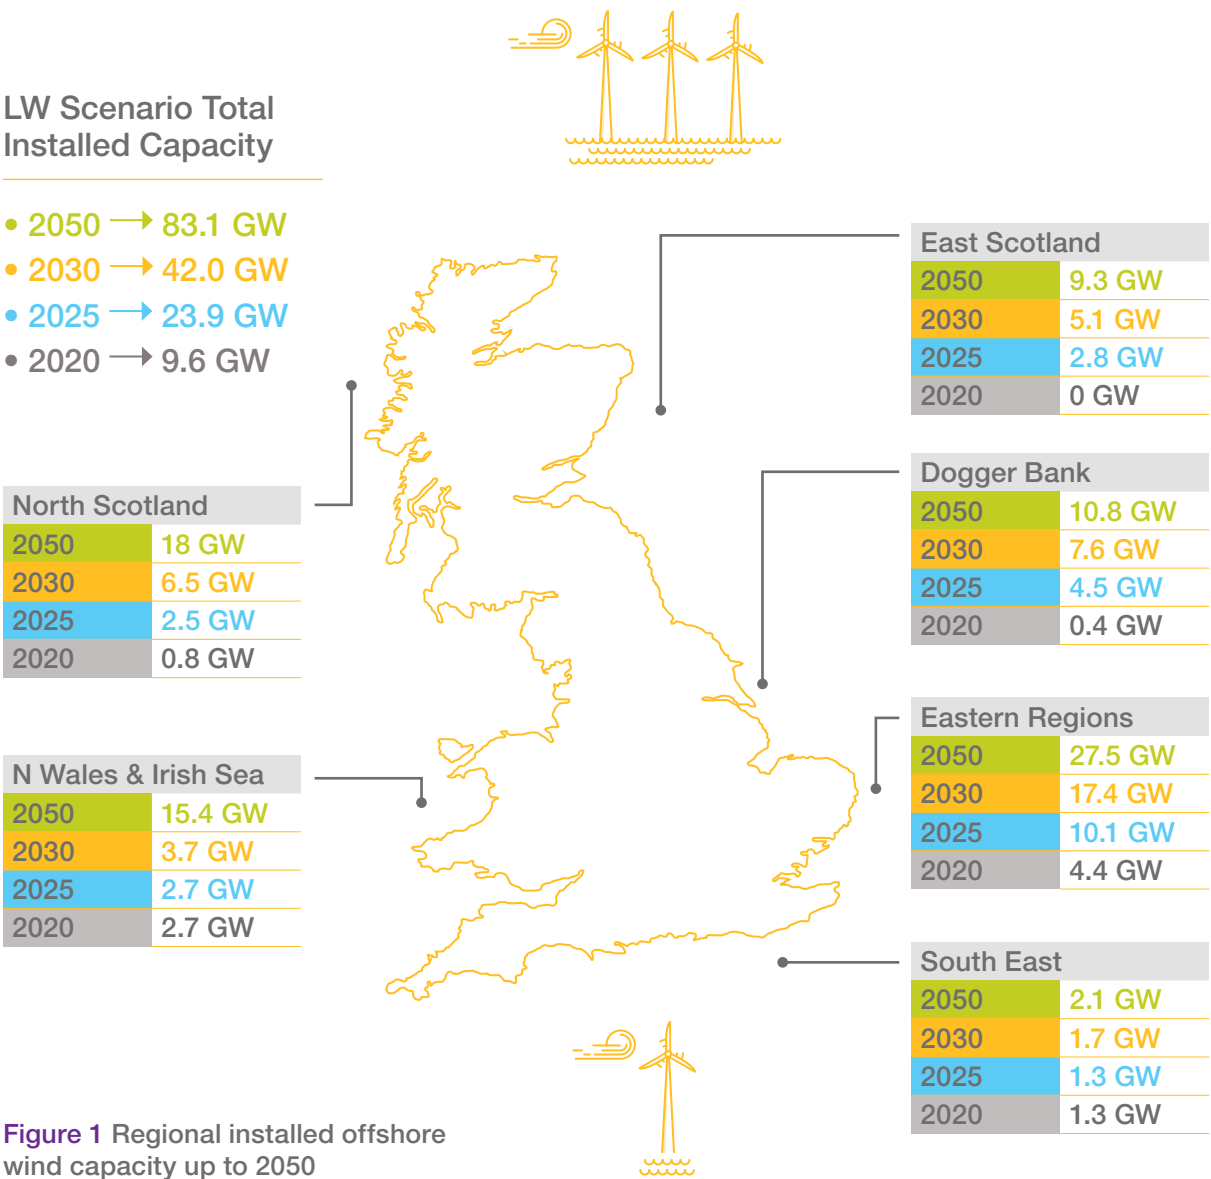 LW Scenario Total
Installed Capacity
• 2050 → 83.1 GW
• 2030 → 42.0 GW
• 2025 → 23.9 GW
• 2020 → 9.6 GW
North Scotland
2050 18 GW
2030 6.5 GW
2025 2.5 GW
2020 0.8 GW
N Wales & Irish Sea
2050 15.4 GW
2030 3.7 GW
2025 2.7 GW
2020 2.7 GW
East Scotland
2050 9.3 GW
2030 5.1 GW
2025 2.8 GW
2020 0 GW
Dogger Bank
2050 10.8 GW
2030 7.6 GW
2025 4.5 GW
2020 0.4 GW
Eastern Regions
2050 27.5 GW
2030 17.4 GW
2025 10.1 GW
2020 4.4 GW
South East
2050 2.1 GW
2030 1.7 GW
2025 1.3 GW
2020 1.3 GW
Figure 1 Regional installed offshore
wind capacity up to 2050